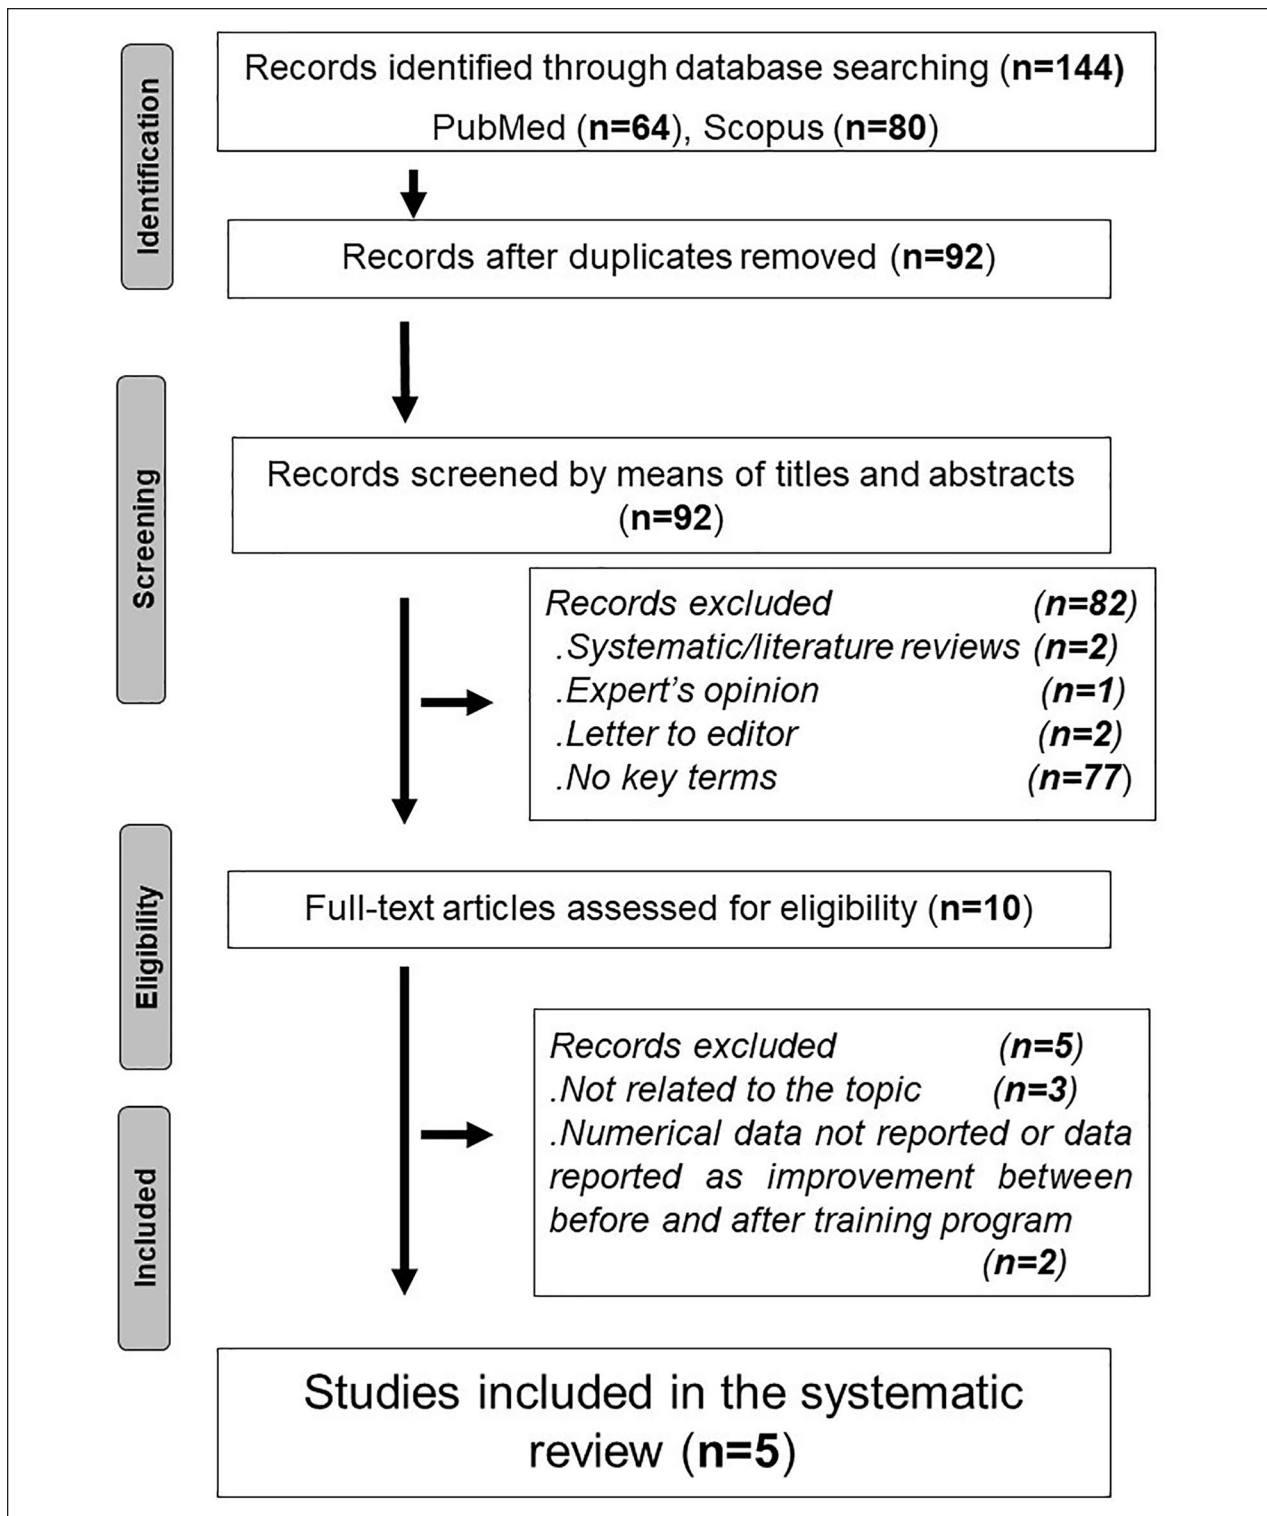 Identification
Records identified through database searching (n=144)
PubMed (n=64), Scopus (n=80)
Records after duplicates removed (n=92)
Screening
Records screened by means of titles and abstracts
(n=92)
Records excluded (n=82)
.Systematic/literature reviews (n=2)
.Expert's opinion (n=1)
.Letter to editor (n=2)
.No key terms (n=77)
Eligibility
Full-text articles assessed for eligibility (n=10)
Records excluded (n=5)
.Not related to the topic (n=3)
.Numerical data not reported or data
reported as improvement between
before and after training program
(n=2)
Included
Studies included in the systematic
review (n=5)